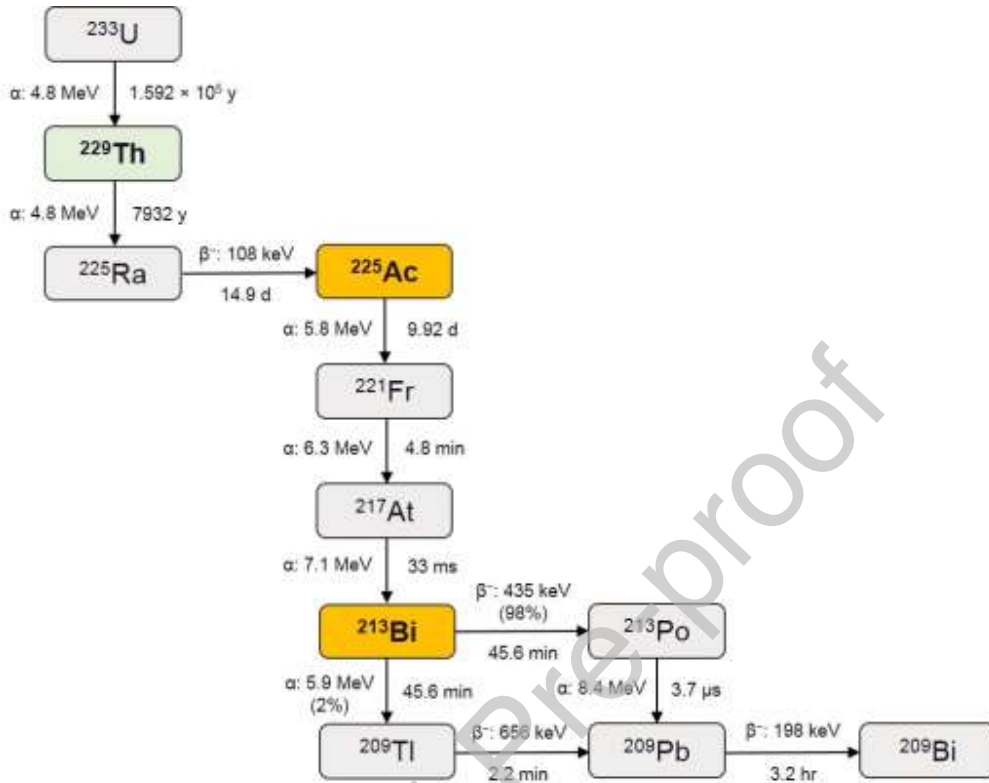 ²³³U
α: 4.8 MeV 1.592 × 10⁵ y
²²⁹Th
α: 4.8 MeV 7932 y
²²⁵Ra
β⁻: 108 keV
14.9 d
²²⁵Ac
α: 5.8 MeV 9.92 d
²²¹Fr
α: 6.3 MeV 4.8 min
²¹⁷At
α: 7.1 MeV 33 ms
²¹³Bi
β⁻: 435 keV
(98%)
45.6 min
²¹³Po
α: 5.9 MeV
(2%)
45.6 min
α: 8.4 MeV 3.7 μs
²⁰⁹Tl
β⁻: 656 keV
2.2 min
²⁰⁹Pb
β⁻: 198 keV
3.2 hr
²⁰⁹Bi
Pre-proof